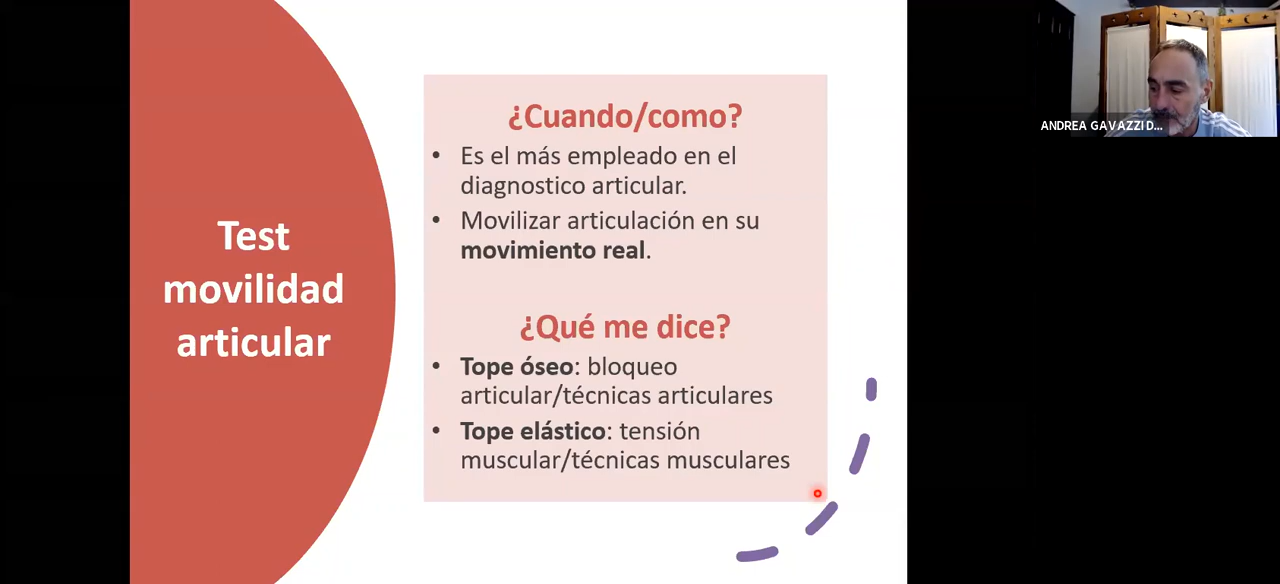 Test
movilidad
articular
¿Cuando/como?
• Es el más empleado en el
diagnostico articular.
• Movilizar articulación en su
movimiento real.
¿Qué me dice?
• Tope óseo: bloqueo
articular/técnicas articulares
• Tope elástico: tensión
muscular/técnicas musculares
ANDREA GAVAZZI D...